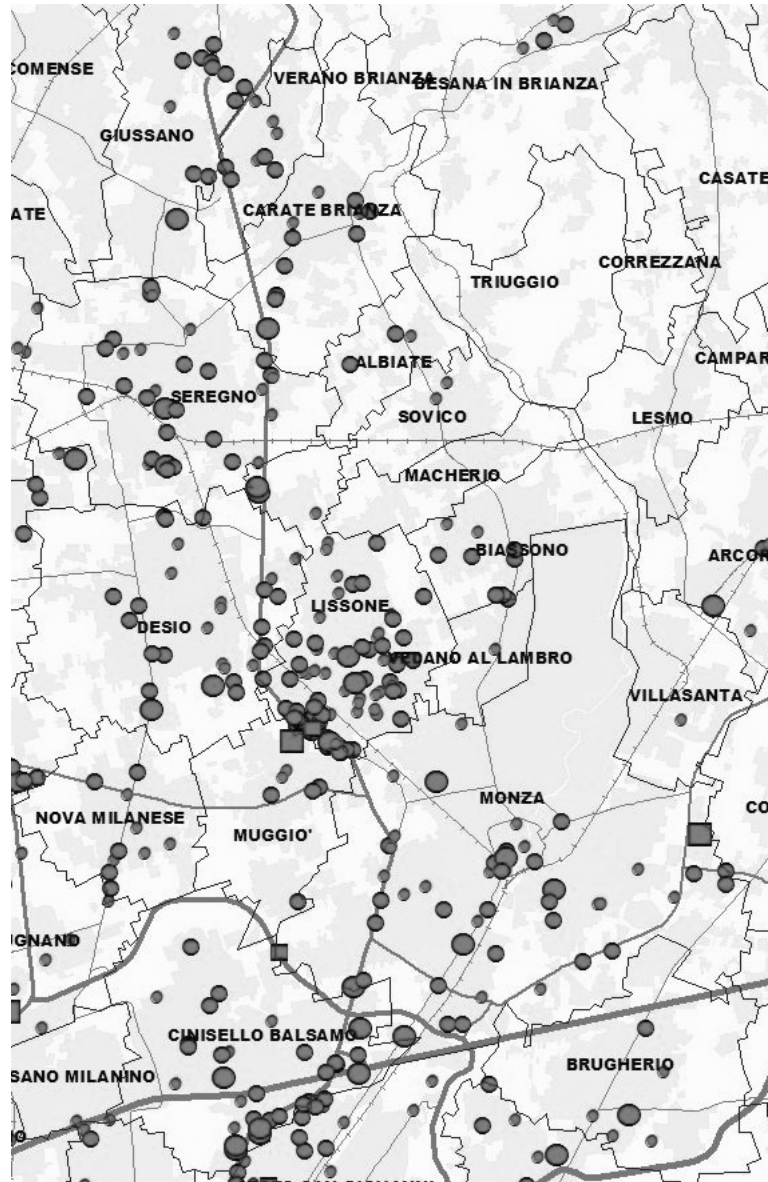 COMENSE
VERANO BRIANZA
BESANA IN BRIANZA
GIUSSANO
CASATE
ATE
CARATE BRIANZA
CORREZZANA
TRIUGGIO
CAMPAR
ALBIATE
SEREGNO
SOVICO
LESMO
MACHERIO
BIASSONO
ARCOR
LISSONE
DESIO
VEDANO AL LAMBRO
VILLASANTA
MONZA
CO
NOVA MILANESE
MUGGIO'
UGNANO
CINISELLO BALSAMO
BRUGHERIO
SANO MILANINO
O